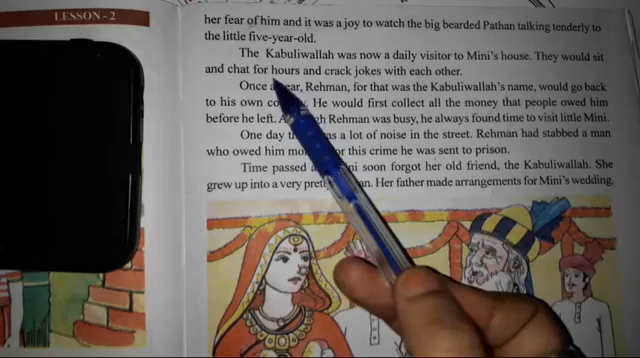 LESSON - 2
her fear of him and it was a joy to watch the big bearded Pathan talking tenderly to
the little five-year-old.
The Kabuliwallah was now a daily visitor to Mini's house. They would sit
and chat for hours and crack jokes with each other.
Once a year, Rehman, for that was the Kabuliwallah's name, would go back
to his own He would first collect all the money that people owed him
before he left. Rehman was busy, he always found time to visit little Mini.
One day was a lot of noise in the street. Rehman had stabbed a man
who owed him for this crime he was sent to prison.
Time passed Mini soon forgot her old friend, the Kabuliwallah. She
grew up into a very Her father made arrangements for Mini's wedding.